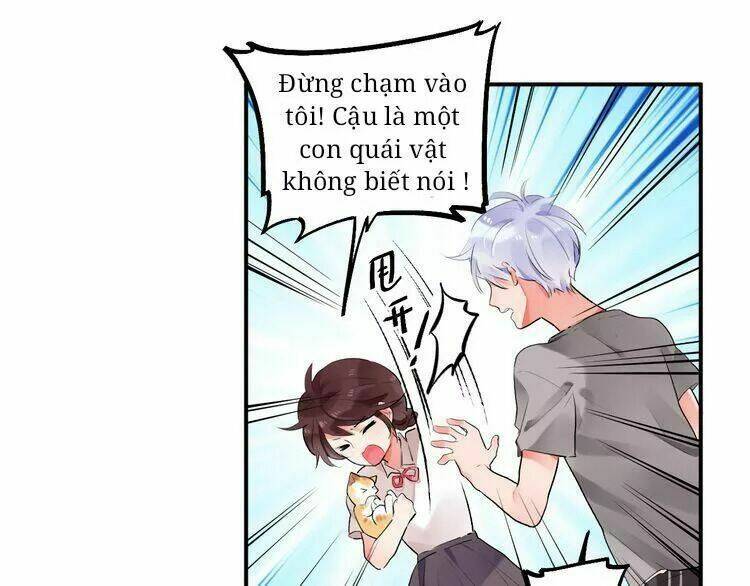 Đừng chạm vào
tôi! Cậu là một
con quái vật
không biết nói !
甩
开!